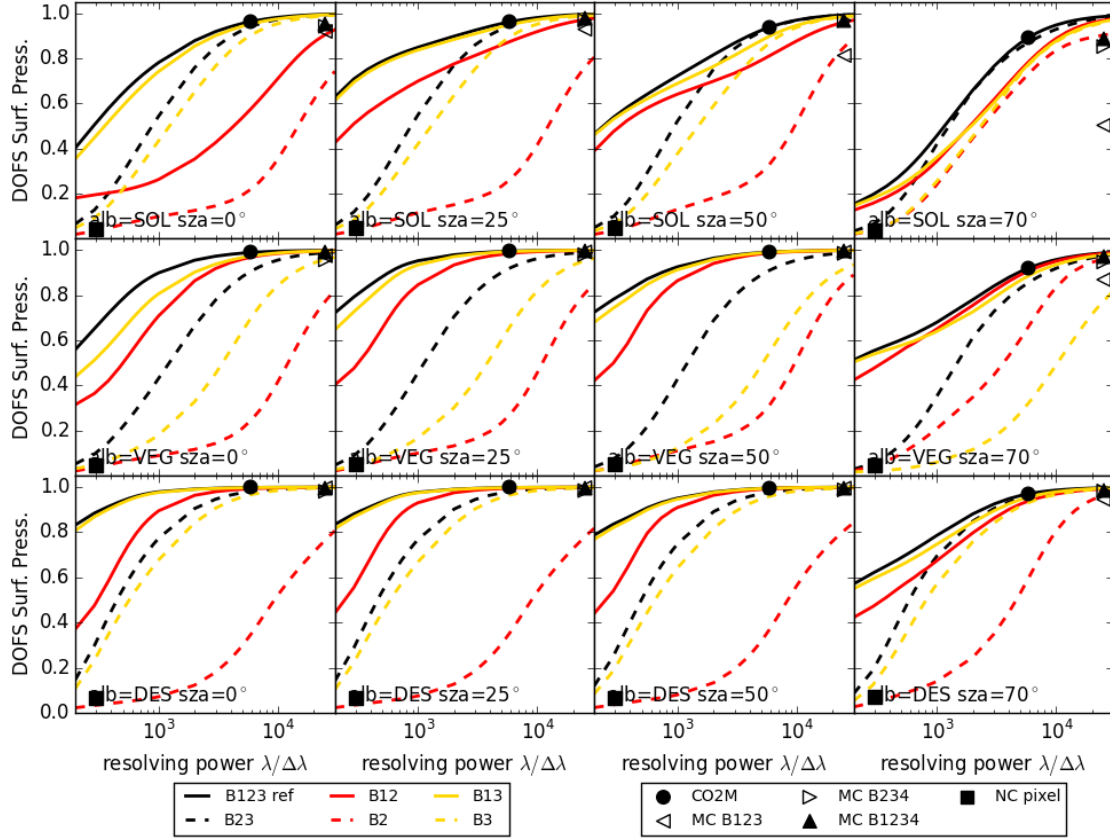 DOFS Surf. Press.
1.0
0.8
0.6
0.4
0.2
alb=SOL sza=0°
alb=SOL sza=25°
alb=SOL sza=50°
alb=SOL sza=70°
DOFS Surf. Press.
1.0
0.8
0.6
0.4
0.2
alb=VEG sza=0°
alb=VEG sza=25°
alb=VEG sza=50°
alb=VEG sza=70°
DOFS Surf. Press.
1.0
0.8
0.6
0.4
0.2
0.0
alb=DES sza=0°
alb=DES sza=25°
alb=DES sza=50°
alb=DES sza=70°
10³ 10⁴ 10³ 10⁴ 10³ 10⁴ 10³ 10⁴
resolving power λ/Δλ resolving power λ/Δλ resolving power λ/Δλ resolving power λ/Δλ
B123 ref B12 B13
B23 B2 B3
CO2M MC B234 NC pixel
MC B123 MC B1234